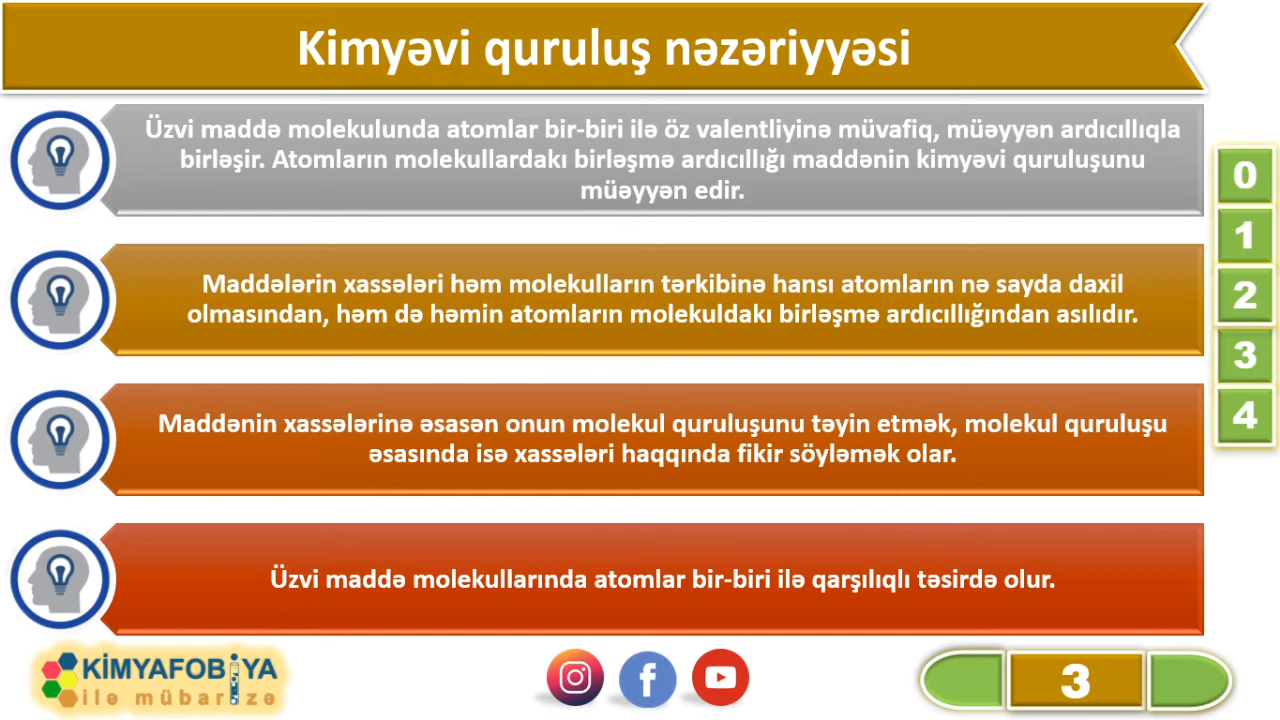 Kimyəvi quruluş nəzəriyyəsi
Üzvi maddə molekulunda atomlar bir-biri ilə öz valentliyinə müvafiq, müəyyən ardıcıllıqla
birləşir. Atomların molekullardakı birləşmə ardıcıllığı maddənin kimyəvi quruluşunu
müəyyən edir.
Maddələrin xassələri həm molekulların tərkibinə hansı atomların nə sayda daxil
olmasından, həm də həmin atomların molekuldakı birləşmə ardıcıllığından asılıdır.
Maddənin xassələrinə əsasən onun molekul quruluşunu təyin etmək, molekul quruluşu
əsasında isə xassələri haqqında fikir söyləmək olar.
Üzvi maddə molekullarında atomlar bir-biri ilə qarşılıqlı təsirdə olur.
0
1
2
3
4
KİMYAFOBİYA
ilə mübarizə
3